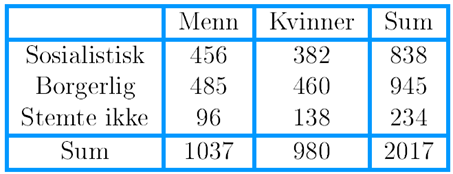 Menn Kvinner Sum
Sosialistisk 456 382 838
Borgerlig 485 460 945
Stemte ikke 96 138 234
Sum 1037 980 2017